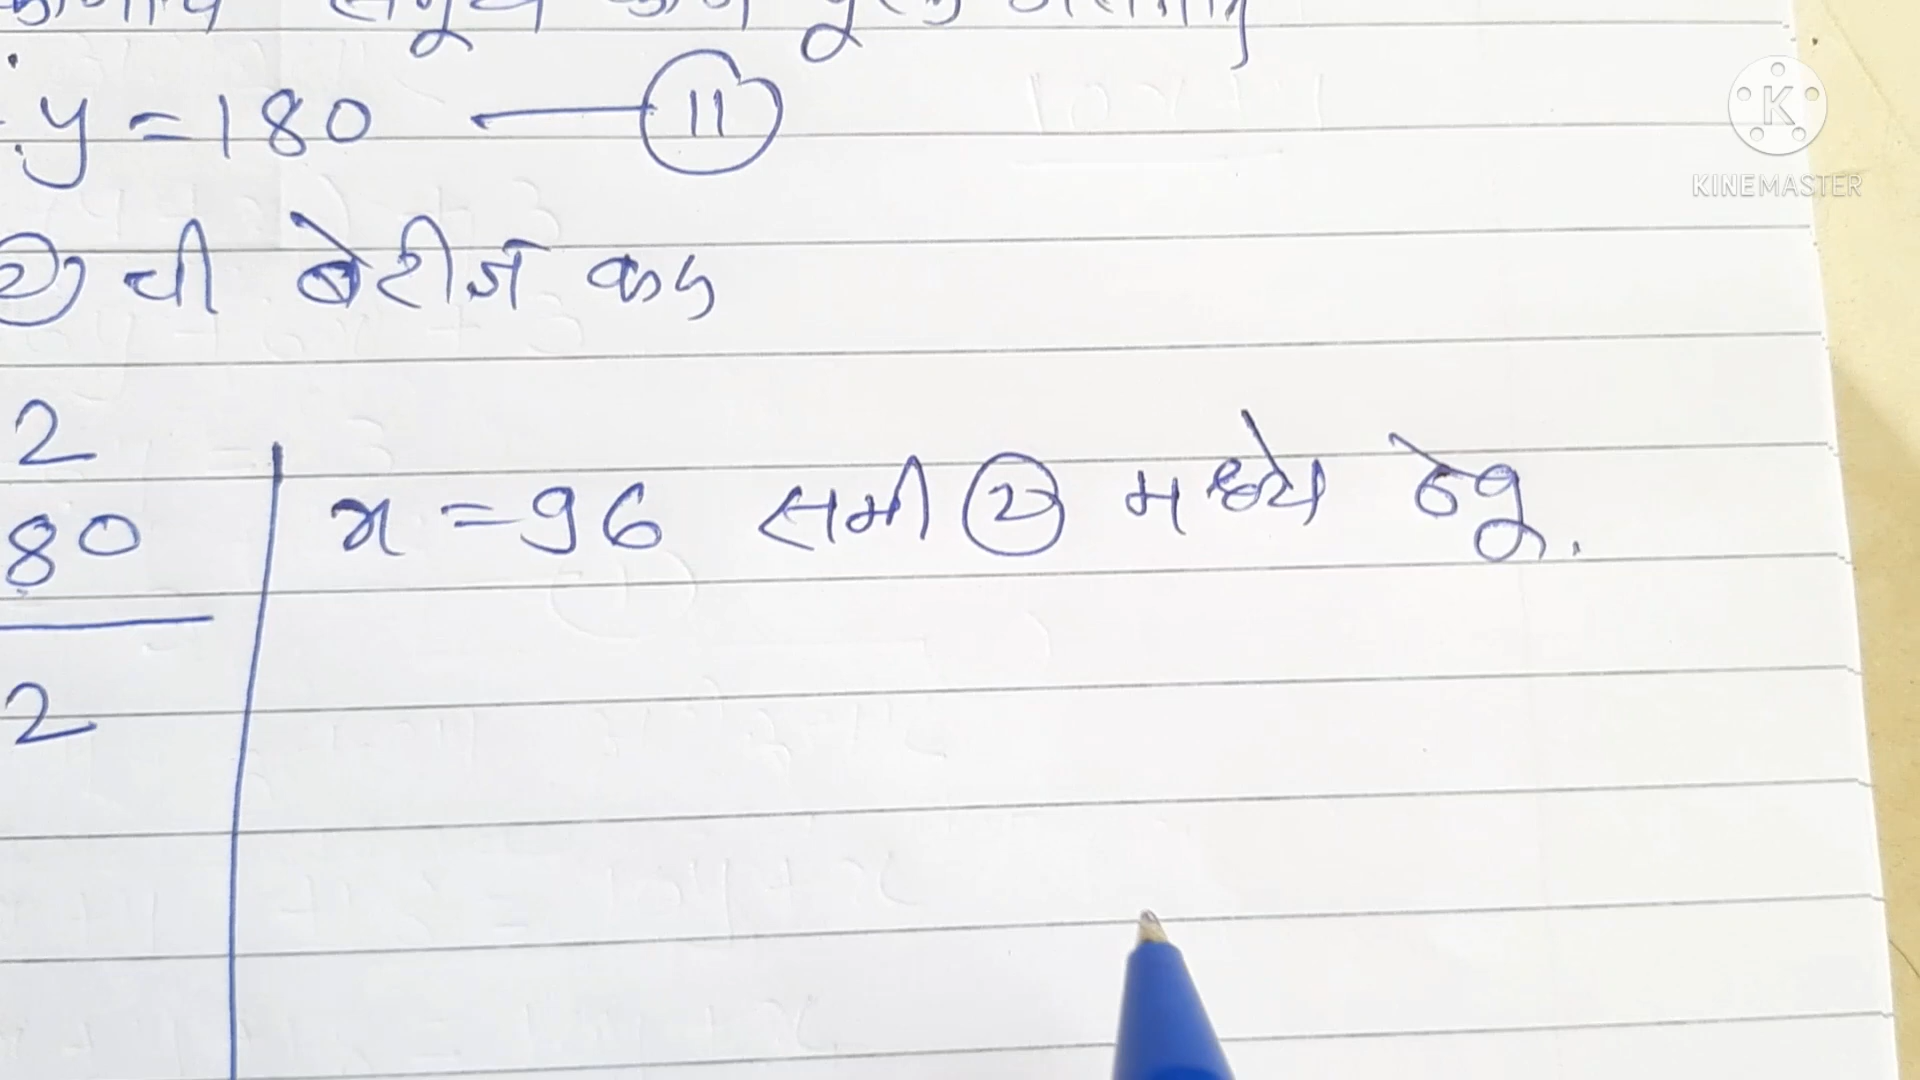 y = 180 — 11
KINEMASTER
② ची बेरीज करू
2
80
x = 96 समी ② मध्ये ठेवू.
2